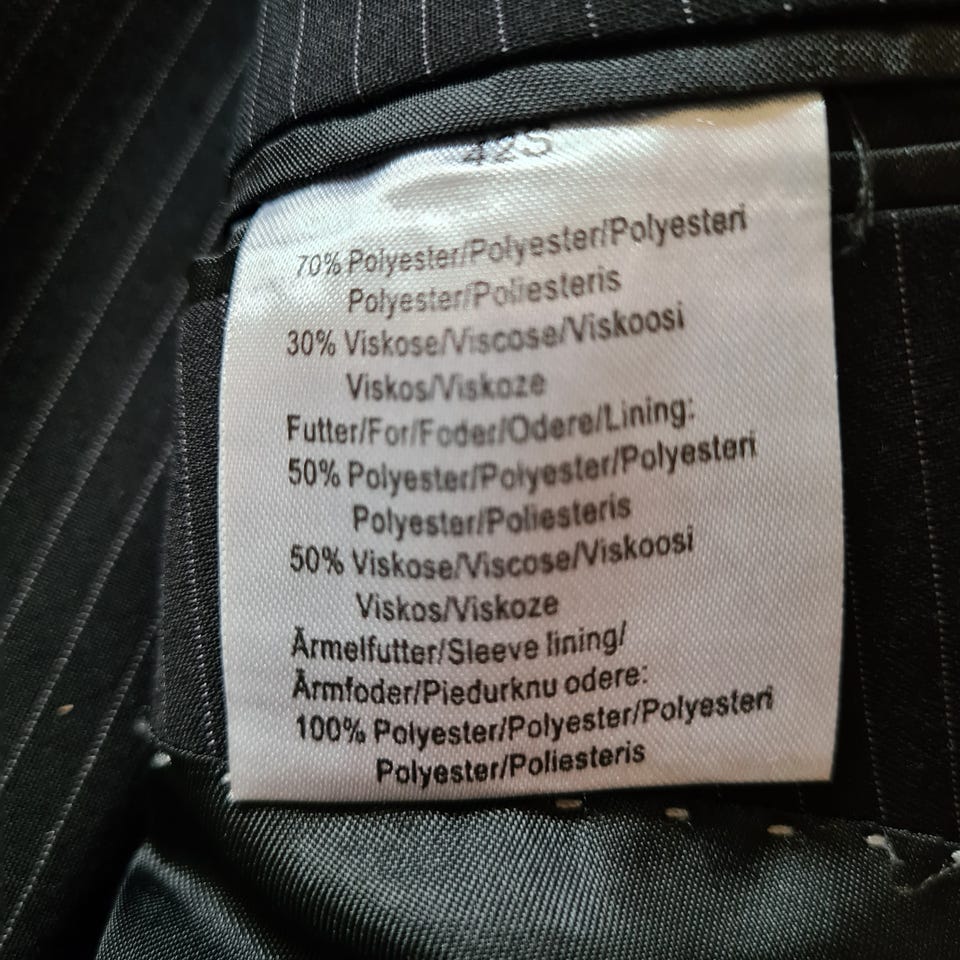 42S
70% Polyester/Polyester/Polyesteri
Polyester/Poliesteris
30% Viskose/Viscose/Viskoosi
Viskos/Viskoze
Futter/For/Foder/Odere/Lining:
50% Polyester/Polyester/Polyesteri
Polyester/Poliesteris
50% Viskose/Viscose/Viskoosi
Viskos/Viskoze
Ärmelfutter/Sleeve lining/
Ärmfoder/Piedurknu odere:
100% Polyester/Polyester/Polyesteri
Polyester/Poliesteris